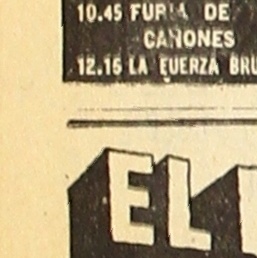 10.45 FURIA DE
CAÑONES
12.15 LA FUERZA BRU
EL